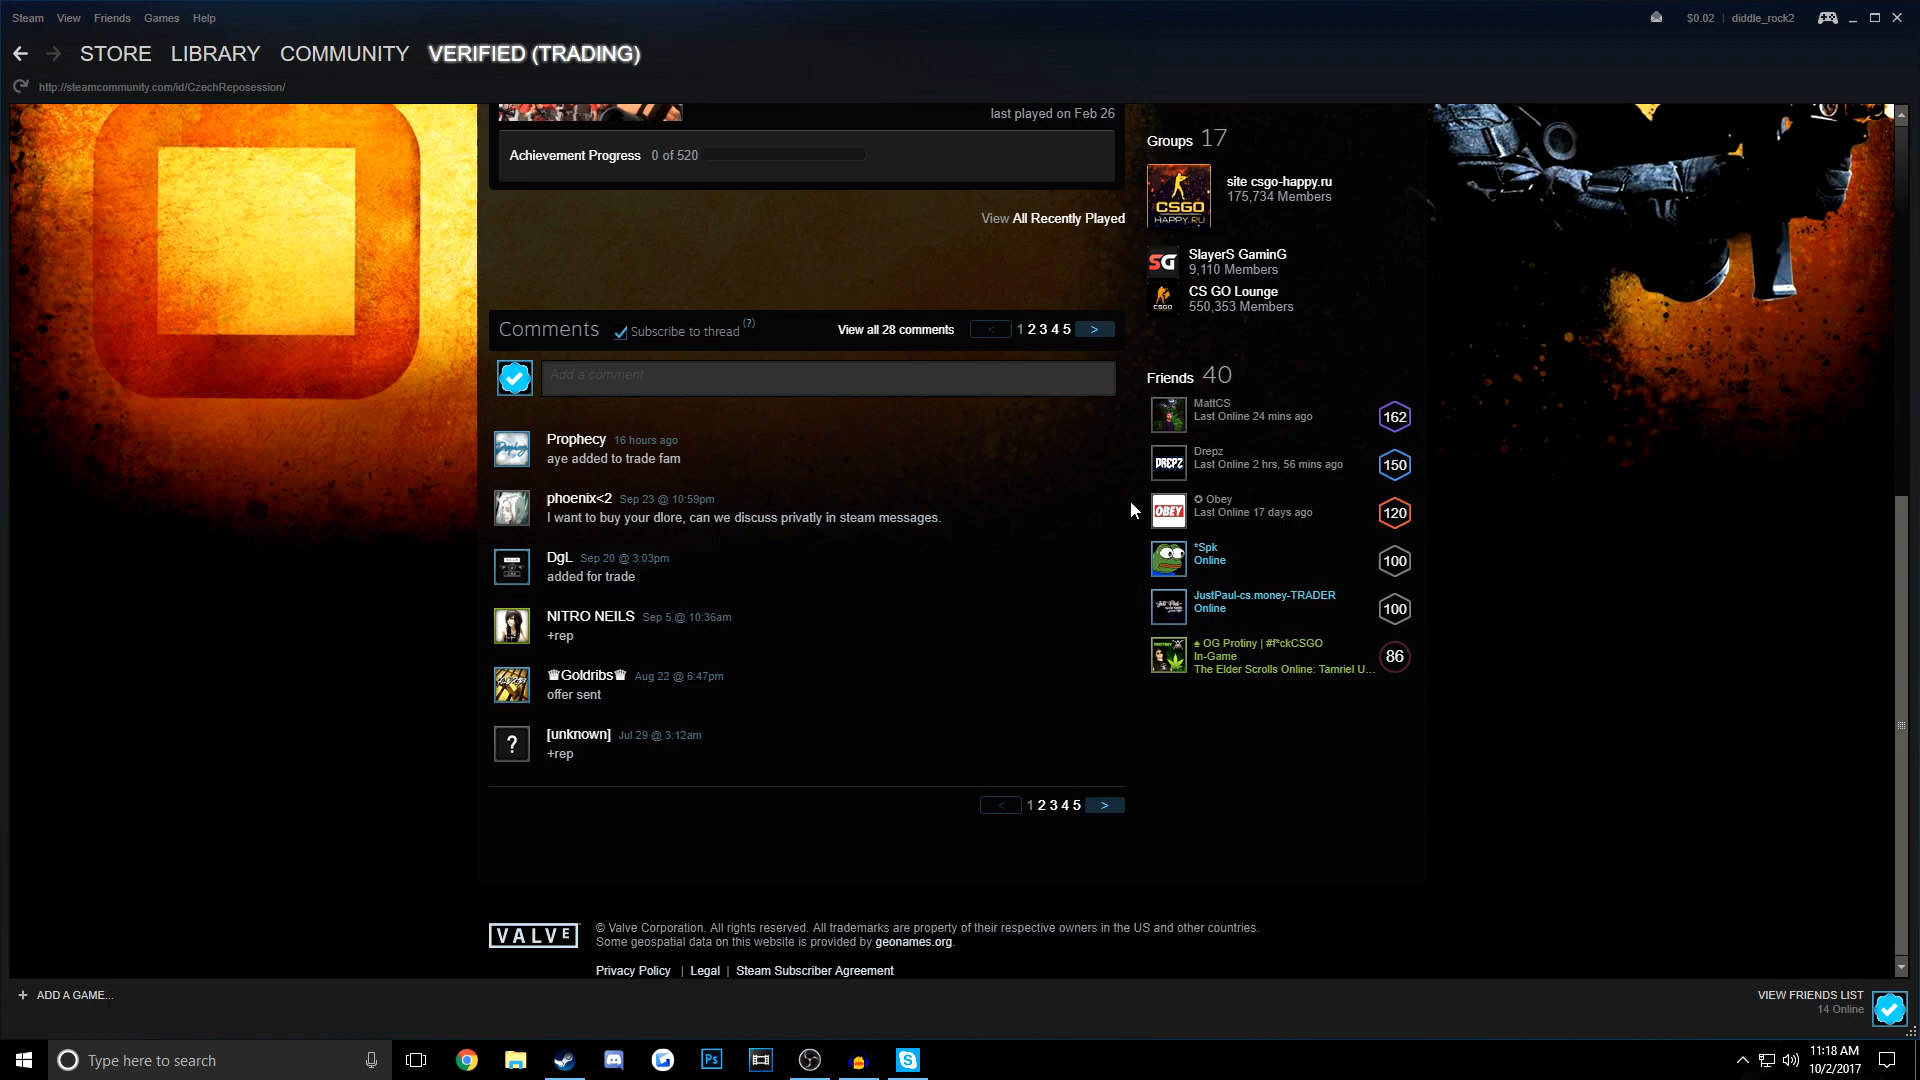 Steam View Friends Games Help
$0.02 | diddle_rock2
STORE LIBRARY COMMUNITY VERIFIED (TRADING)
http://steamcommunity.com/id/CzechReposession/
last played on Feb 26
Achievement Progress 0 of 520
View All Recently Played
Comments Subscribe to thread (?) View all 28 comments < 1 2 3 4 5 >
Add a comment
Prophecy 16 hours ago
aye added to trade fam
phoenix<2 Sep 23 @ 10:59pm
I want to buy your dlore, can we discuss privatly in steam messages.
DgL Sep 20 @ 3:03pm
added for trade
NITRO NEILS Sep 5 @ 10:36am
+rep
♛Goldribs♛ Aug 22 @ 6:47pm
offer sent
?
[unknown] Jul 29 @ 3:12am
+rep
< 1 2 3 4 5 >
Groups 17
CSGO
HAPPY.RU
site csgo-happy.ru
175,734 Members
SG
SlayerS GaminG
9,110 Members
CSGO
CS GO Lounge
550,353 Members
Friends 40
MattCS
Last Online 24 mins ago
162
DREPZ
Drepz
Last Online 2 hrs, 56 mins ago
150
OBEY
✪ Obey
Last Online 17 days ago
120
*Spk
Online
100
JustPaul-cs.money-TRADER
Online
100
♠ OG Protiny | #f*ckCSGO
In-Game
The Elder Scrolls Online: Tamriel U...
86
VALVE
© Valve Corporation. All rights reserved. All trademarks are property of their respective owners in the US and other countries.
Some geospatial data on this website is provided by geonames.org.
Privacy Policy | Legal | Steam Subscriber Agreement
+ ADD A GAME...
VIEW FRIENDS LIST
14 Online
Type here to search
Ps
11:18 AM
10/2/2017